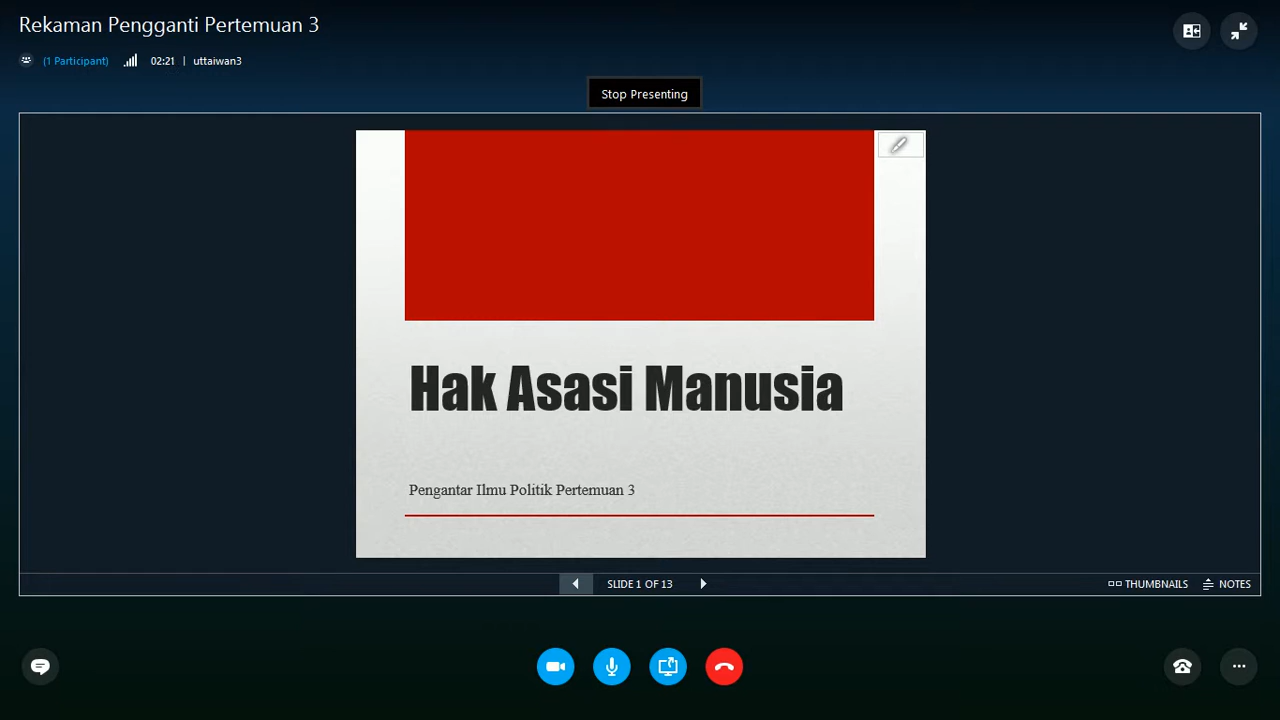 Rekaman Pengganti Pertemuan 3
(1 Participant) 02:21 | uttaiwan3
Stop Presenting
Hak Asasi Manusia
Pengantar Ilmu Politik Pertemuan 3
SLIDE 1 OF 13
THUMBNAILS
NOTES